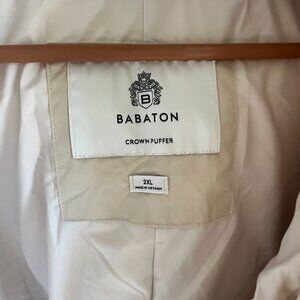 B
BABATON
CROWN PUFFER
2XL
MADE IN VIETNAM